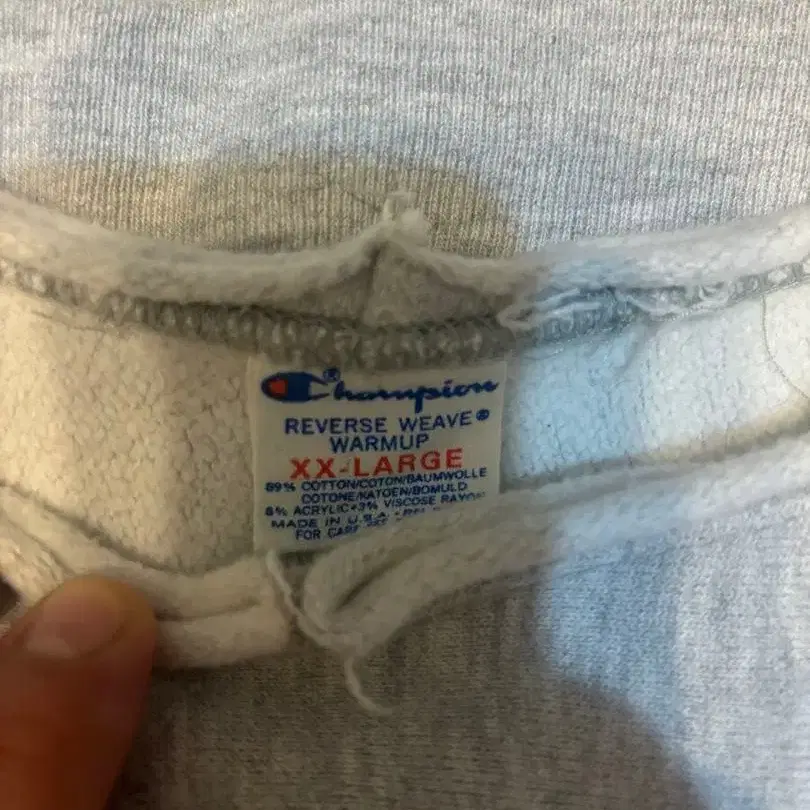 Champion®
REVERSE WEAVE®
WARMUP
XX-LARGE
89% COTTON/COTON/BAUMWOLLE
COTONE/KATOEN/BOMULD
8% ACRYLIC•3% VISCOSE RAYON
MADE IN U.S.A.
FOR CARE